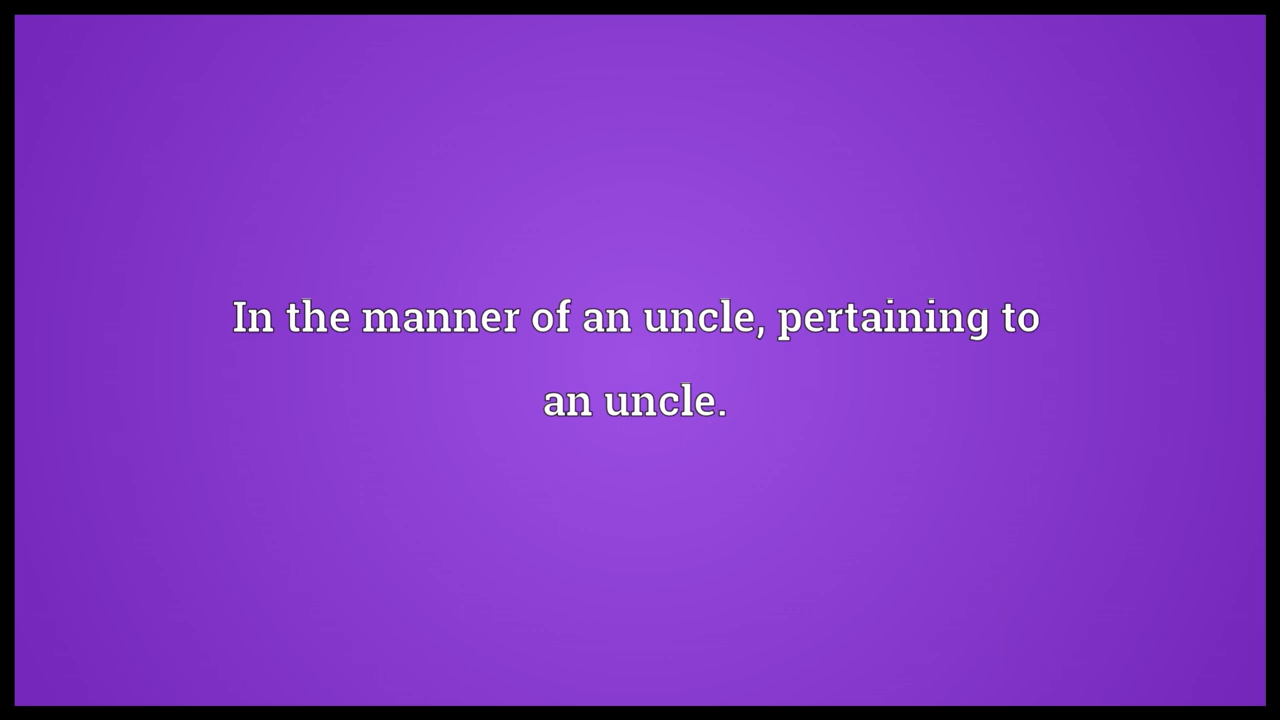 In the manner of an uncle, pertaining to
an uncle.